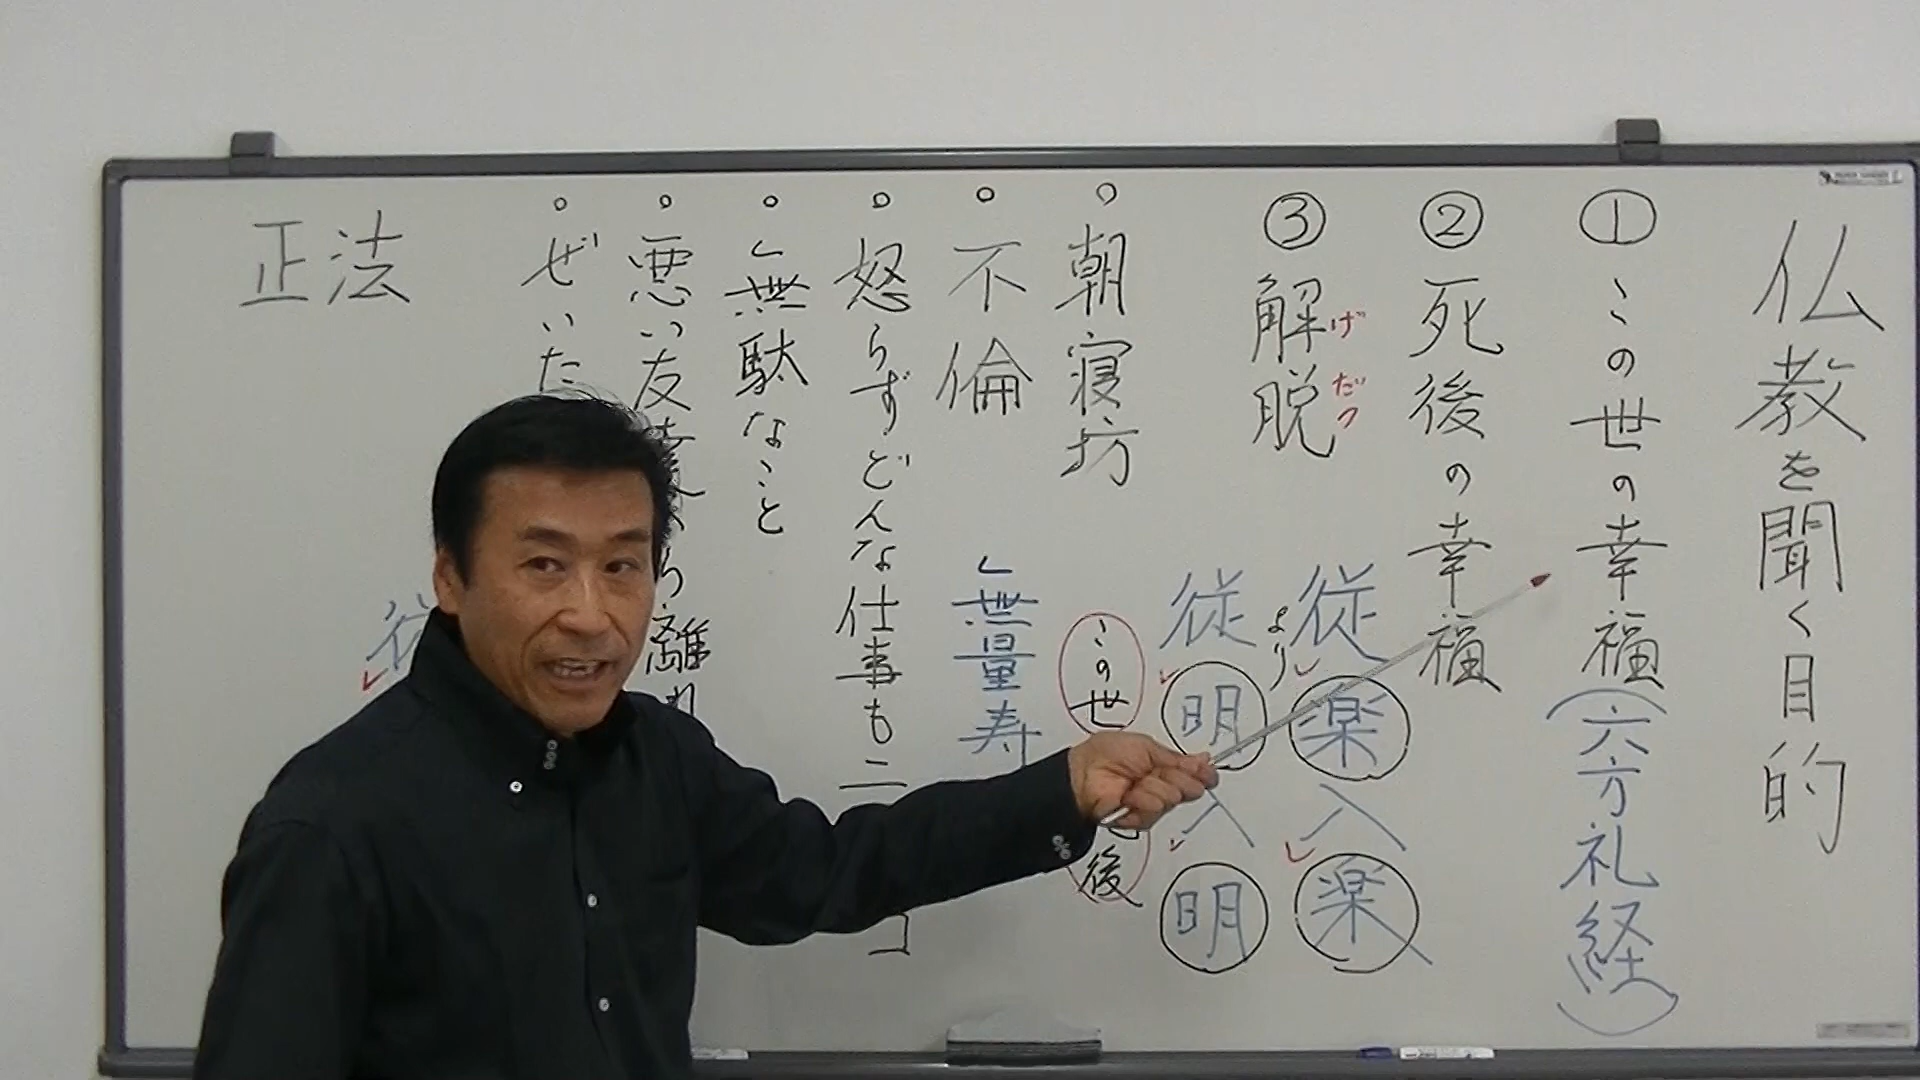 仏教を聞く目的
①この世の幸福(六方礼経)
②死後の幸福
③解脱
げだつ
従楽入楽
より
従明入明
この世
後
○朝寝坊
○不倫
無量寿
○怒らずどんな仕事もニコ
○無駄なこと
○悪い友達から離れ
○ぜいた
正法